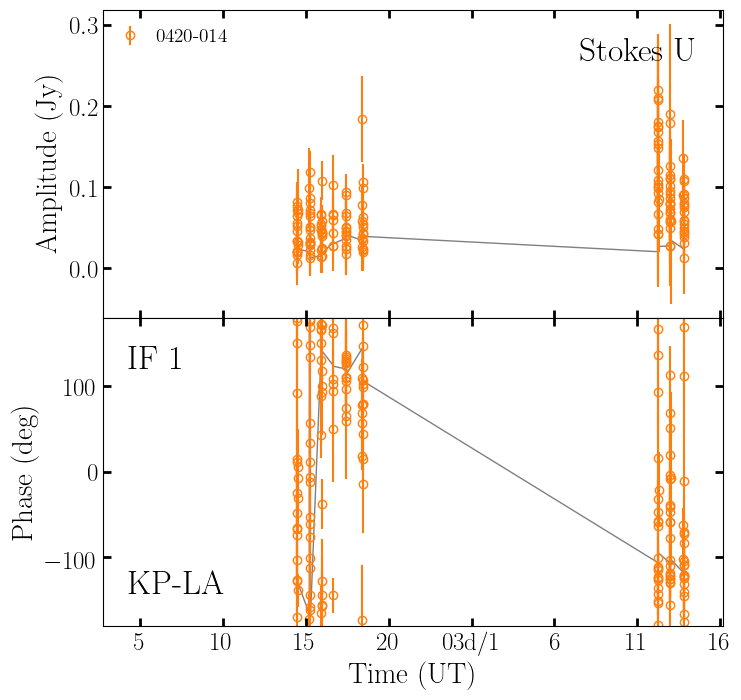 0420-014
Stokes U
Amplitude (Jy)
0.3
0.2
0.1
0.0
IF 1
KP-LA
Phase (deg)
100
0
−100
5 10 15 20 03d/1 6 11 16
Time (UT)